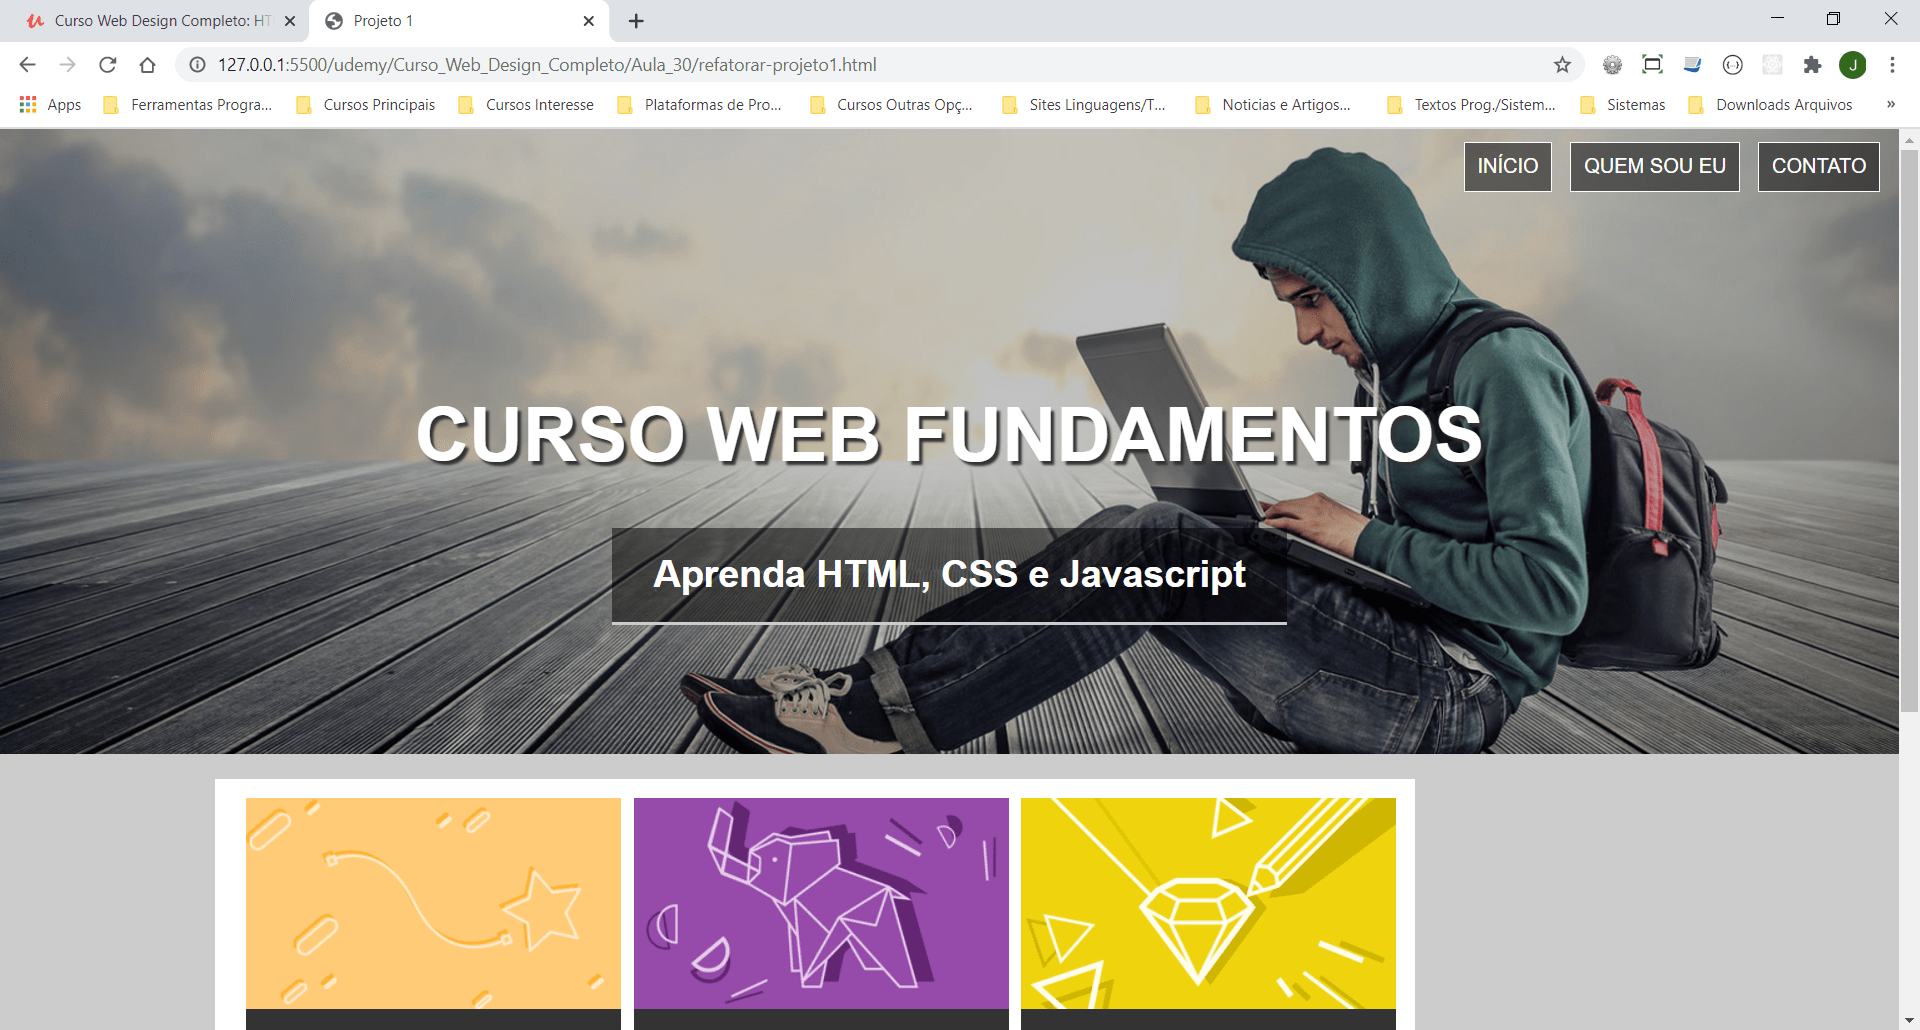 Curso Web Design Completo: HT
Projeto 1
127.0.0.1:5500/udemy/Curso_Web_Design_Completo/Aula_30/refatorar-projeto1.html
J
Apps
Ferramentas Progra...
Cursos Principais
Cursos Interesse
Plataformas de Pro...
Cursos Outras Opç...
Sites Linguagens/T...
Noticias e Artigos...
Textos Prog./Sistem...
Sistemas
Downloads Arquivos
»
INÍCIO
QUEM SOU EU
CONTATO
CURSO WEB FUNDAMENTOS
Aprenda HTML, CSS e Javascript